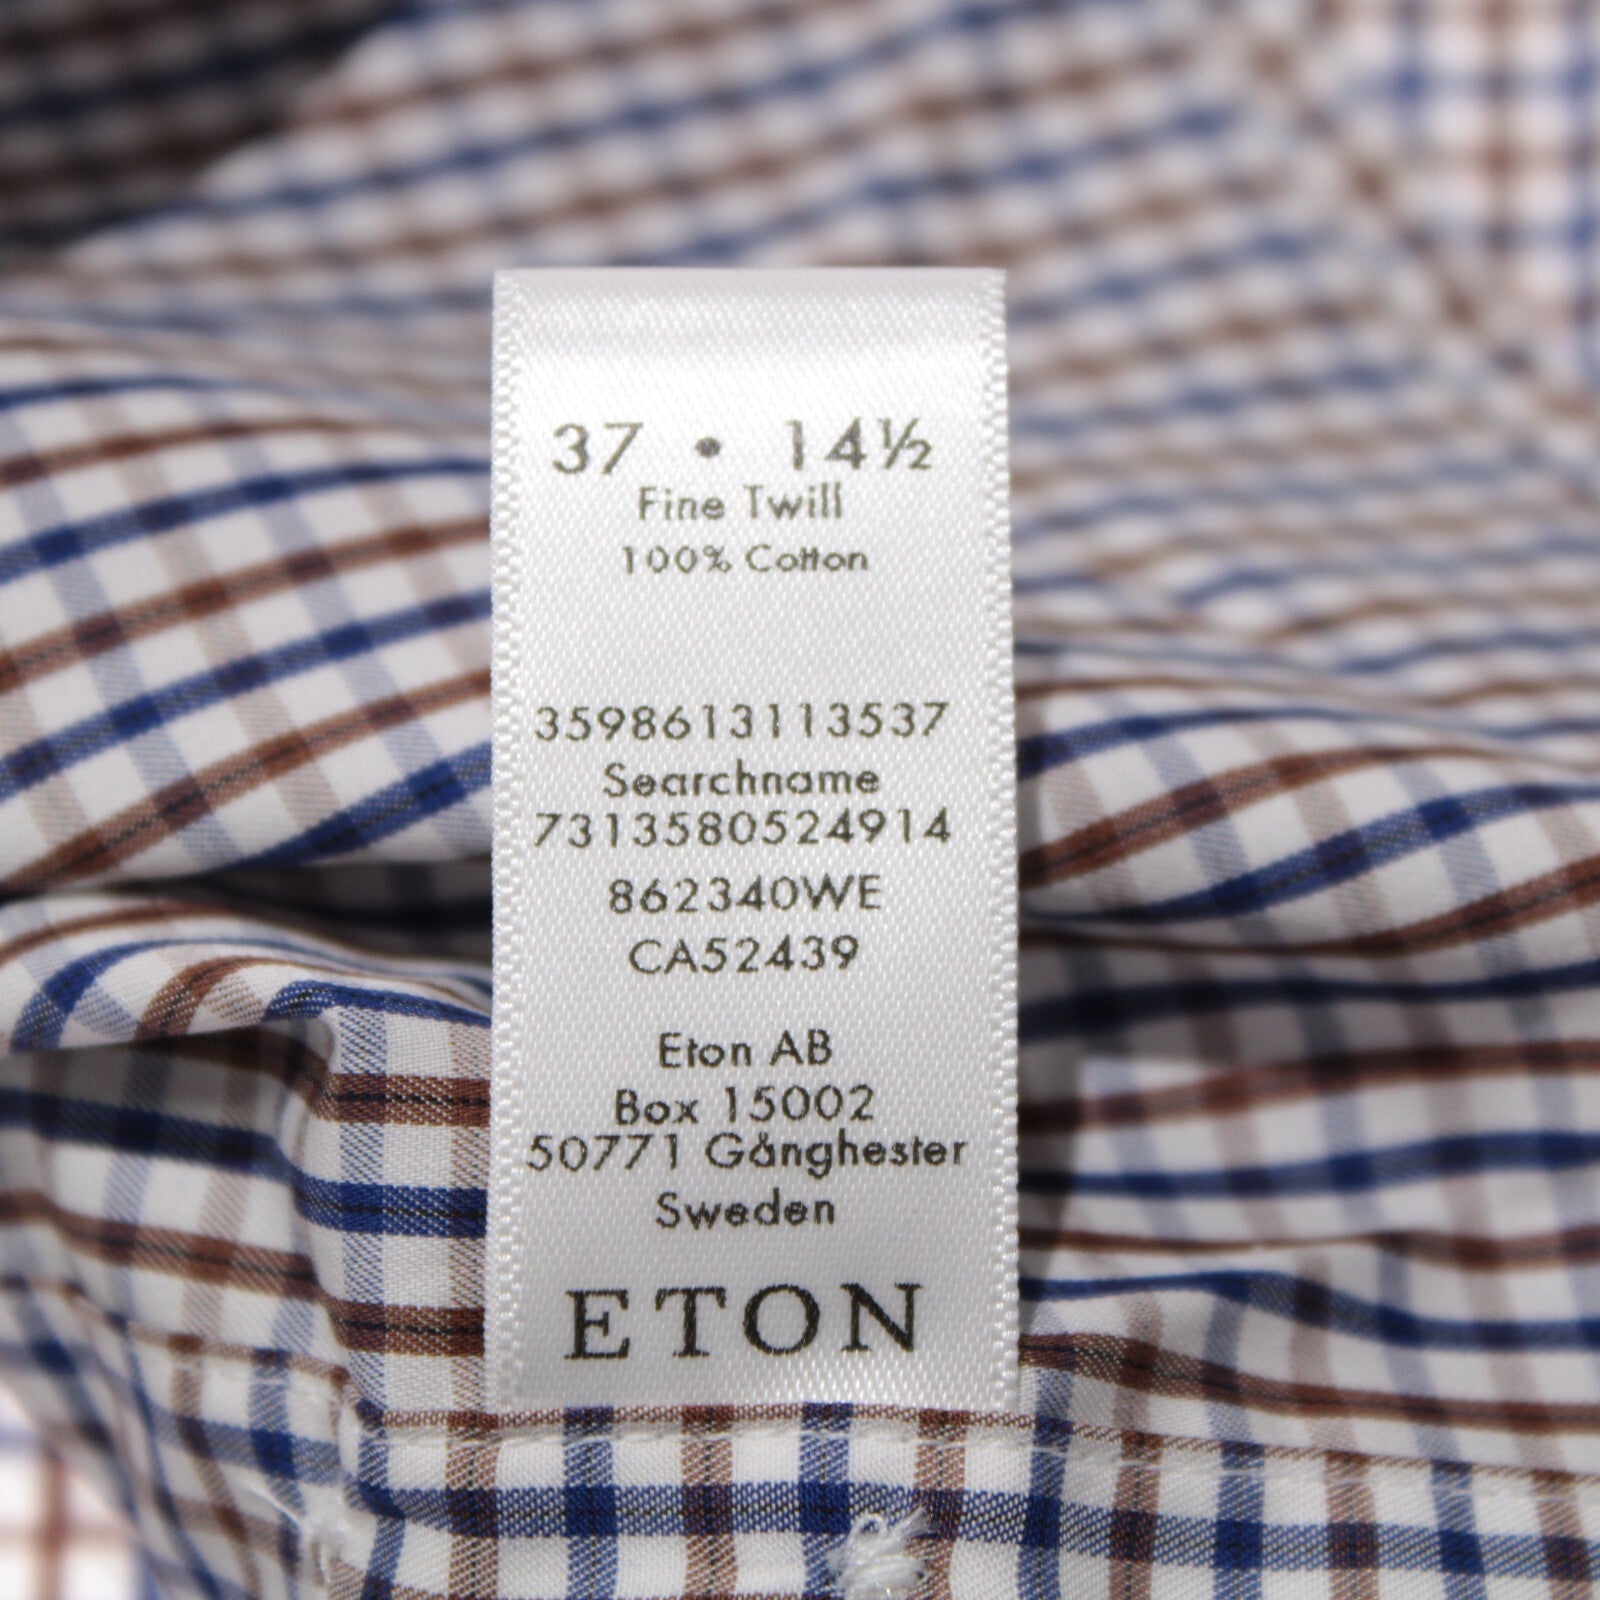 37 • 14½
Fine Twill
100% Cotton
3598613113537
Searchname
7313580524914
862340WE
CA52439
Eton AB
Box 15002
50771 Gånghester
Sweden
ETON